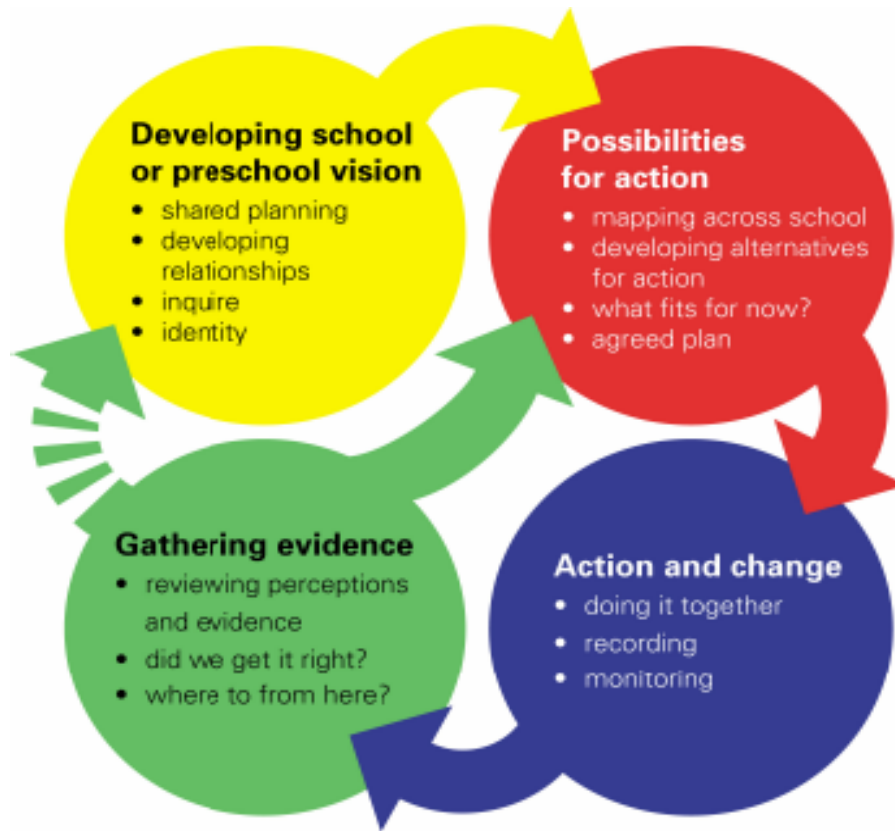 Developing school
or preschool vision
• shared planning
• developing
relationships
• inquire
• identity
Possibilities
for action
• mapping across school
• developing alternatives
for action
• what fits for now?
• agreed plan
Gathering evidence
• reviewing perceptions
and evidence
• did we get it right?
• where to from here?
Action and change
• doing it together
• recording
• monitoring